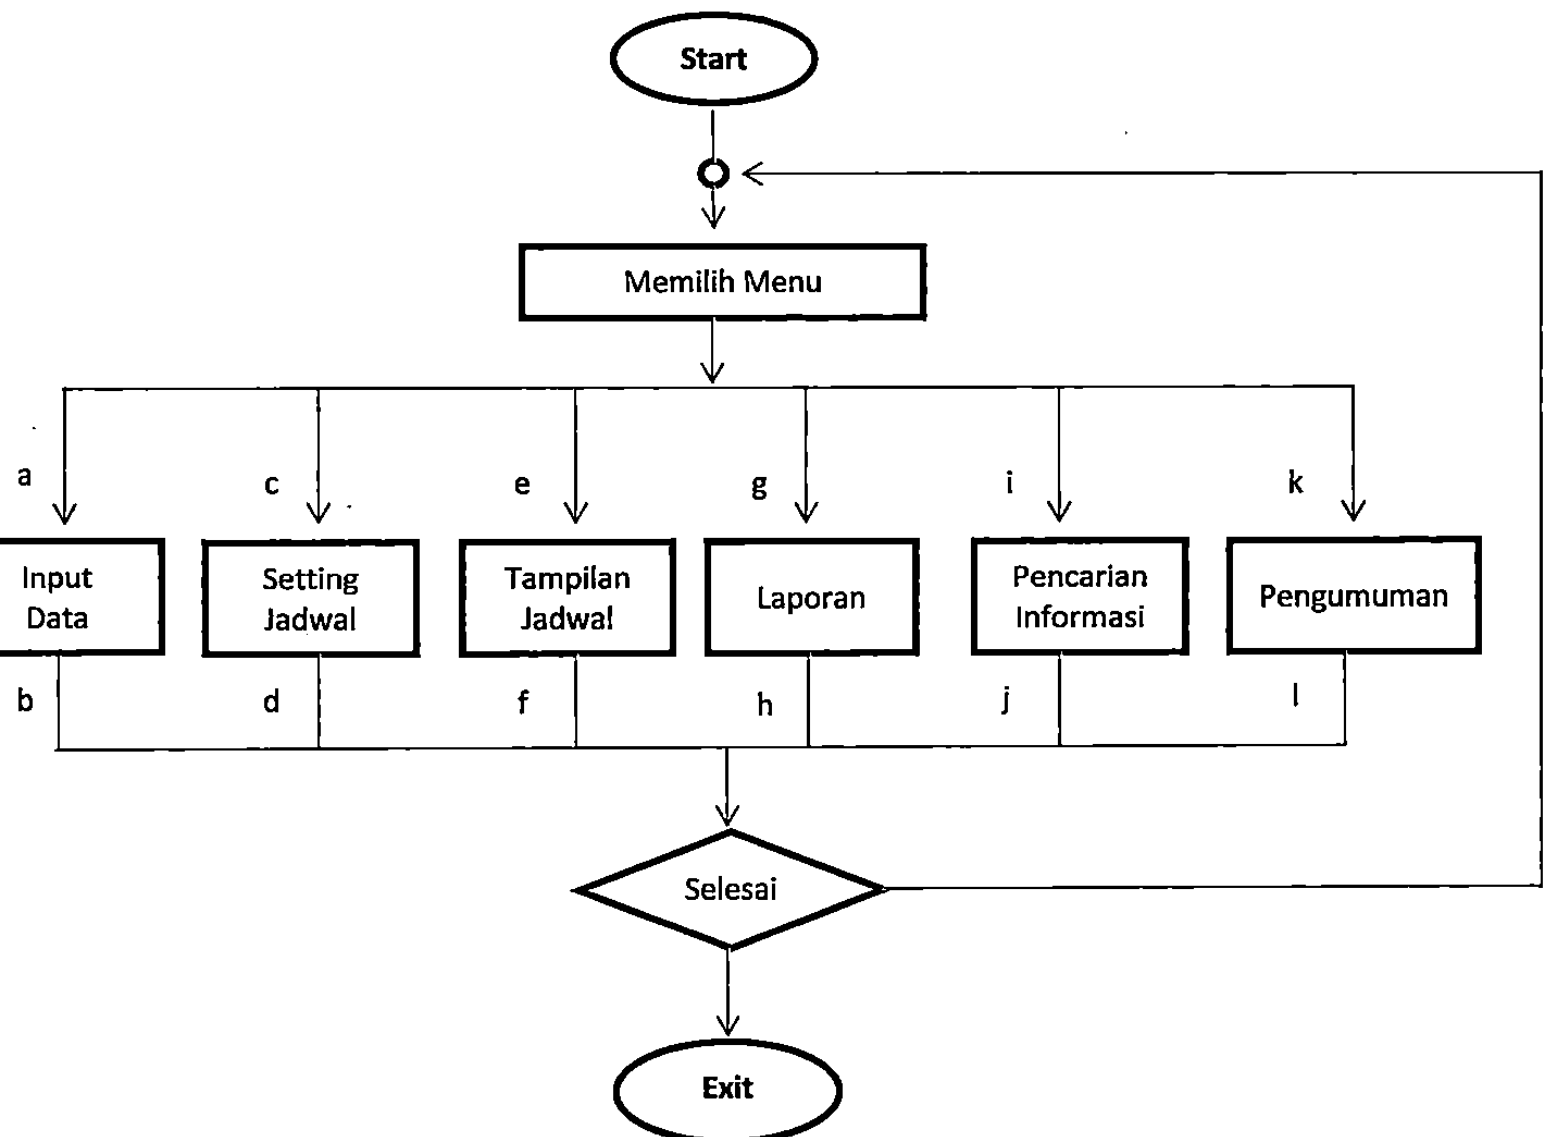 Start
Memilih Menu
a
c
e
g
i
k
Input
Data
Setting
Jadwal
Tampilan
Jadwal
Laporan
Pencarian
Informasi
Pengumuman
b
d
f
h
j
l
Selesai
Exit